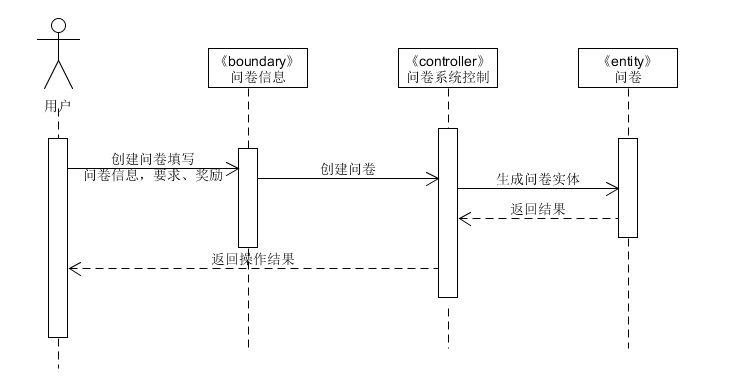 《boundary》
问卷信息
《controller》
问卷系统控制
《entity》
问卷
用户
创建问卷填写
问卷信息，要求、奖励
创建问卷
生成问卷实体
返回结果
返回操作结果